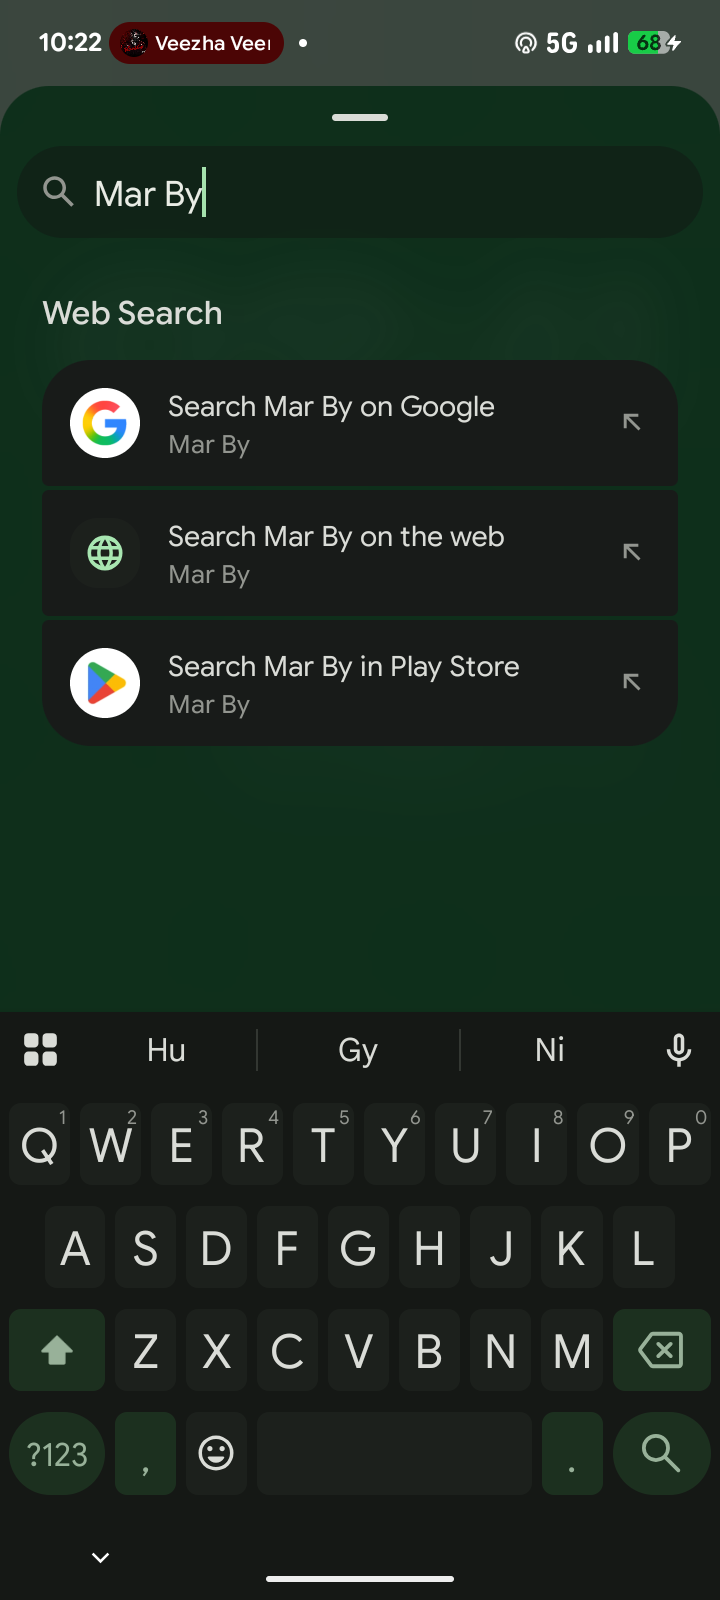 10:22 Veezha Veer 5G 68
Mar By
Web Search
Search Mar By on Google
Mar By
Search Mar By on the web
Mar By
Search Mar By in Play Store
Mar By
Hu Gy Ni
1 2 3 4 5 6 7 8 9 0
Q W E R T Y U I O P
A S D F G H J K L
Z X C V B N M
?123 , .